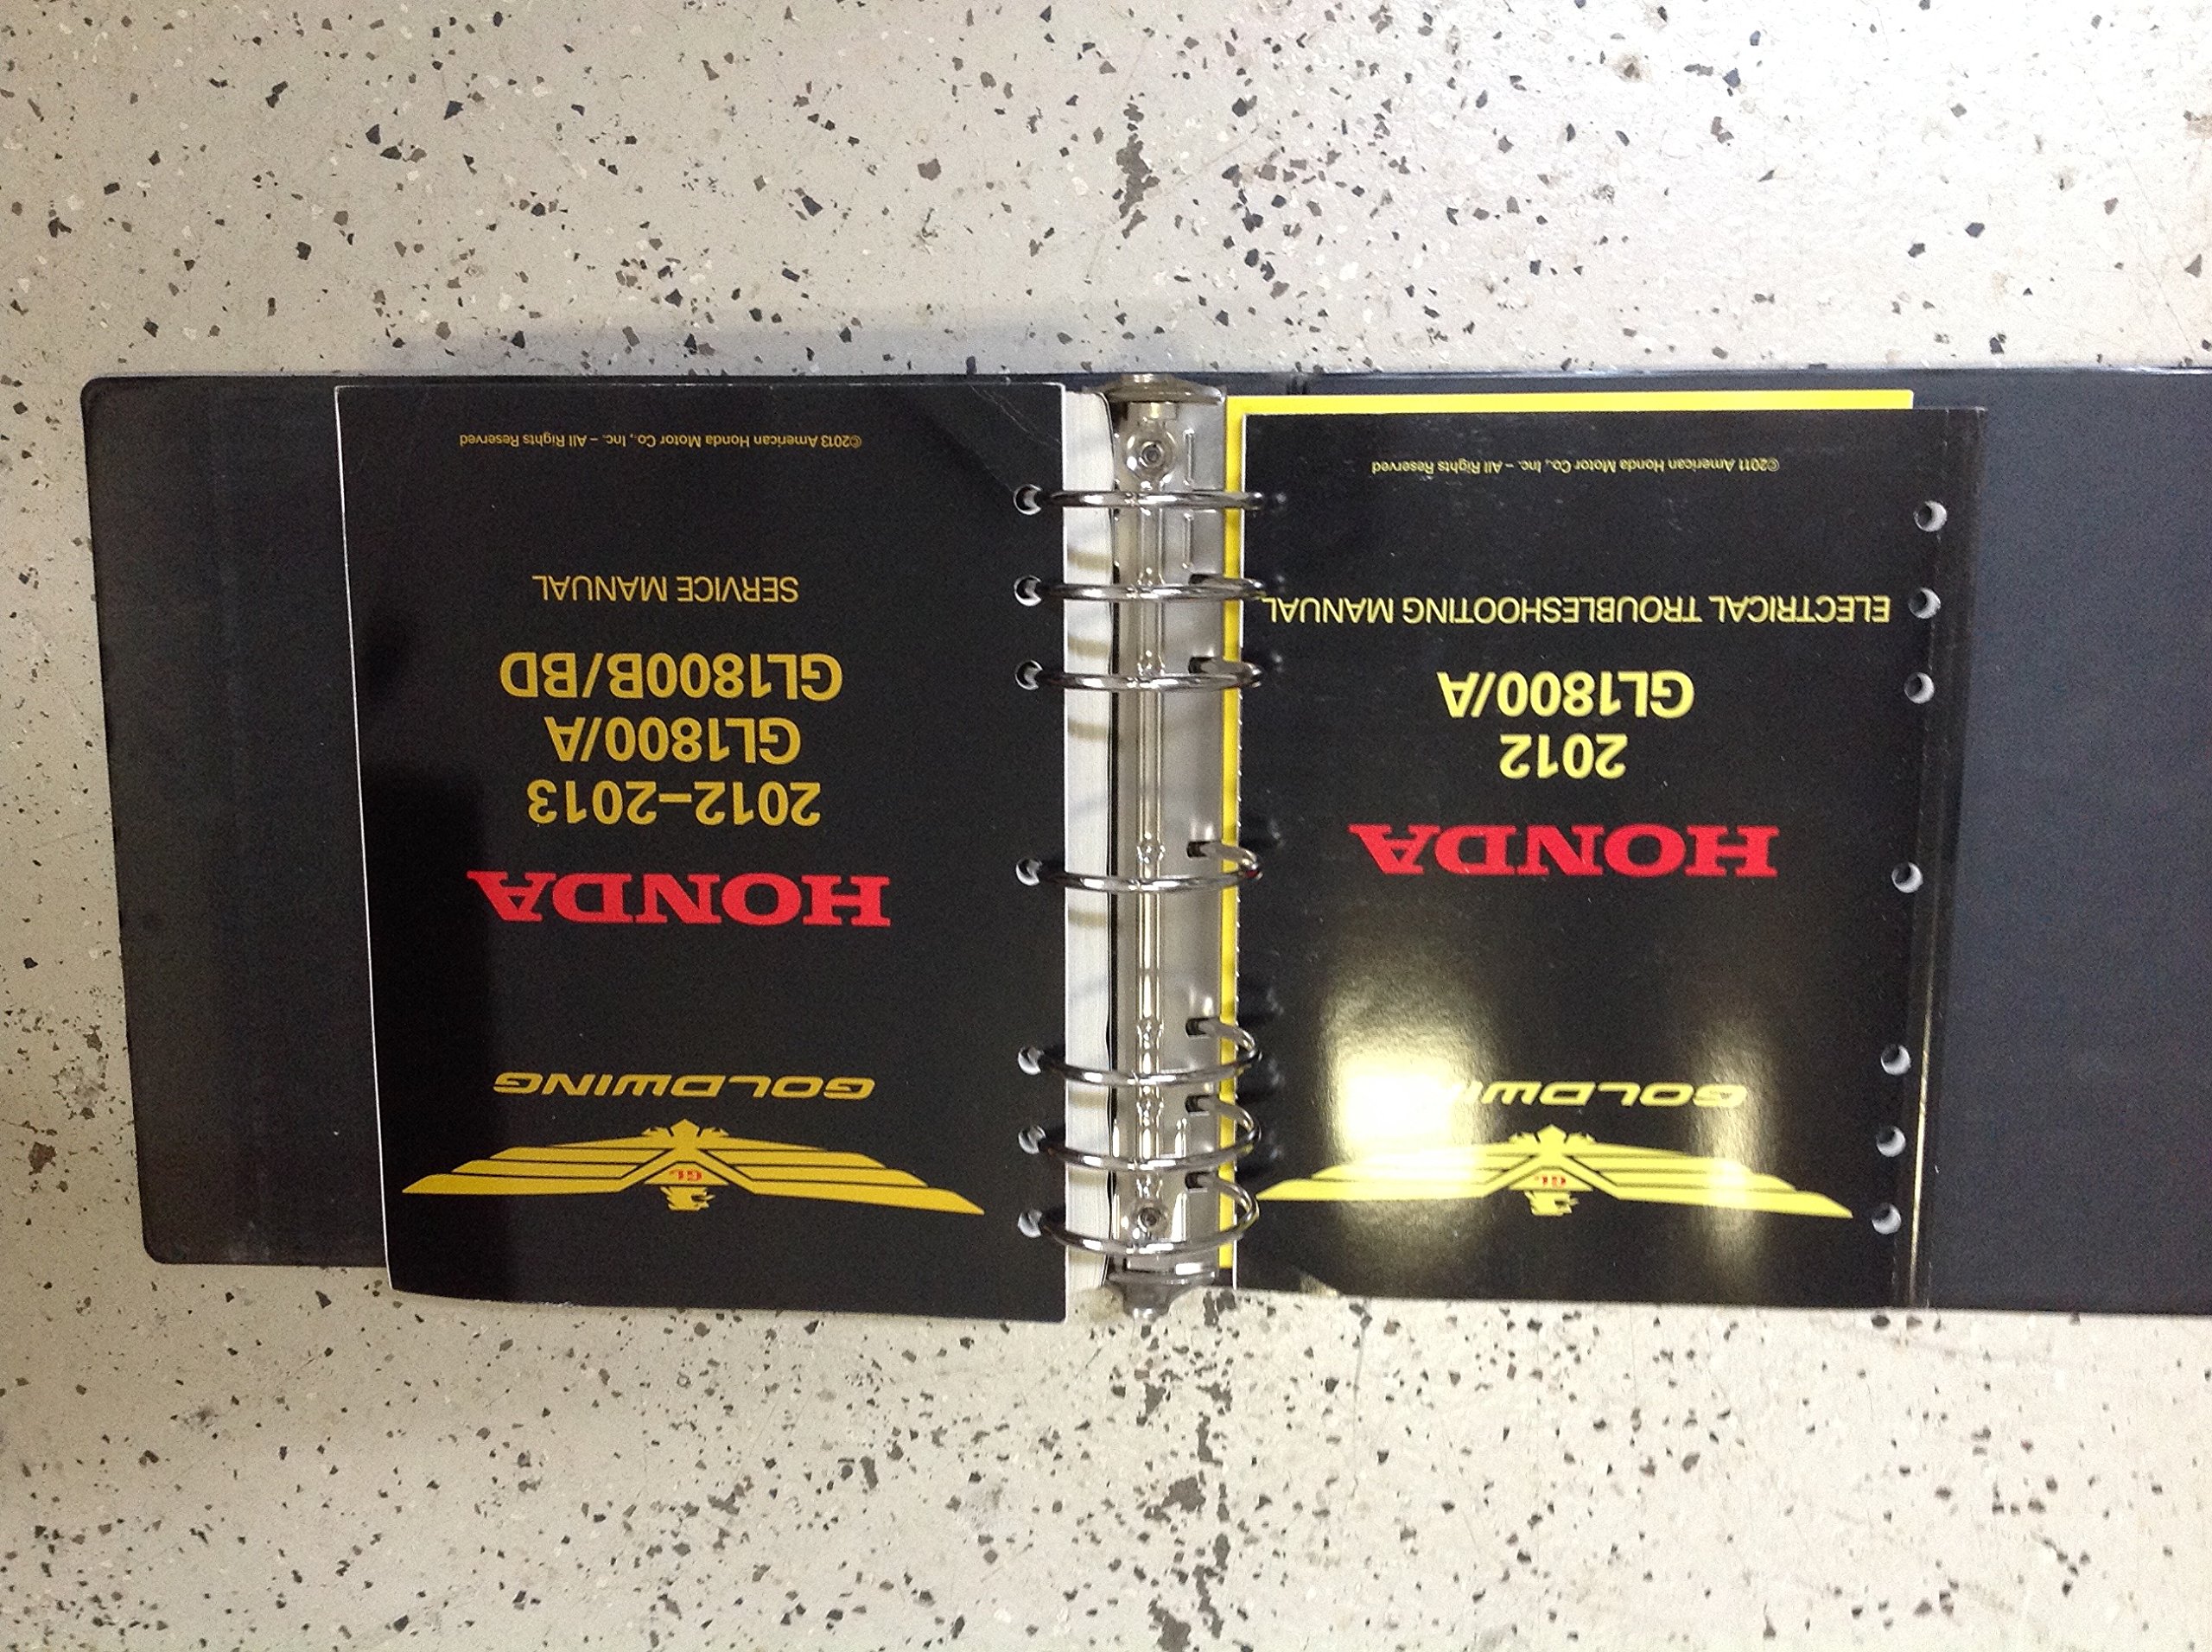 GL
GOLDWING
HONDA
2012
GL1800/A
ELECTRICAL TROUBLESHOOTING MANUAL
©2011 American Honda Motor Co., Inc. – All Rights Reserved
GL
GOLDWING
HONDA
2012–2013
GL1800/A
GL1800B/BD
SERVICE MANUAL
©2013 American Honda Motor Co., Inc. – All Rights Reserved